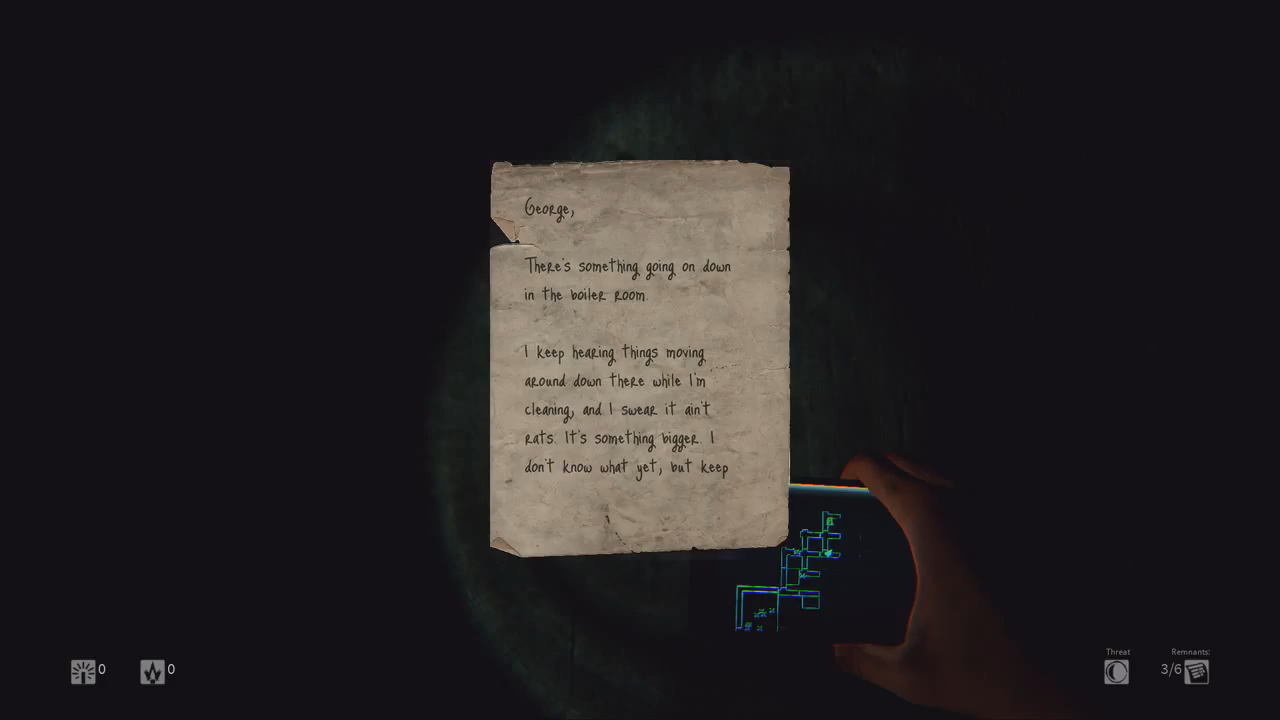 George,
There's something going on down
in the boiler room.
I keep hearing things moving
around down there while I'm
cleaning, and I swear it ain't
rats. It's something bigger. I
don't know what yet, but keep
0
0
Threat
Remnants:
3/6